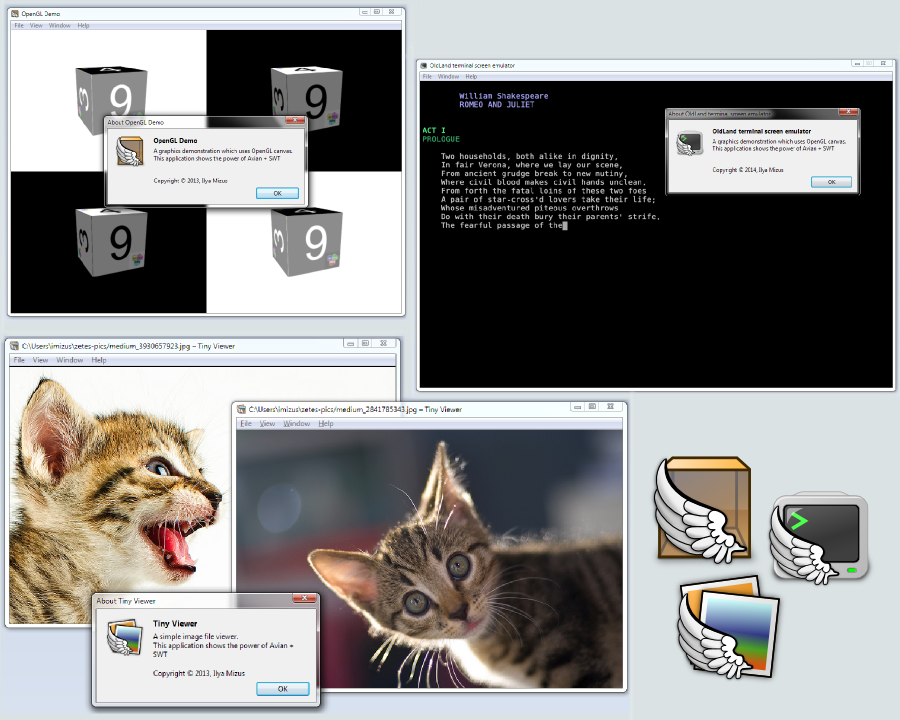 OpenGL Demo
File View Window Help
9
9
About OpenGL Demo
OpenGL Demo
A graphics demonstration which uses OpenGL canvas.
This application shows the power of Avian + SWT
Copyright © 2013, Ilya Mizus
OK
9
9
OldLand terminal screen emulator
File Window Help
William Shakespeare
ROMEO AND JULIET
ACT I
PROLOGUE
Two households, both alike in dignity,
In fair Verona, where we lay our scene,
From ancient grudge break to new mutiny,
Where civil blood makes civil hands unclean.
From forth the fatal loins of these two foes
A pair of star-cross'd lovers take their life;
Whose misadventured piteous overthrows
Do with their death bury their parents' strife.
The fearful passage of the
About OldLand terminal screen emulator
OldLand terminal screen emulator
A graphics demonstration which uses OpenGL canvas.
This application shows the power of Avian + SWT
Copyright © 2014, Ilya Mizus
OK
C:\Users\imizus\zetes-pics\medium_3930657923.jpg – Tiny Viewer
File View Window Help
C:\Users\imizus\zetes-pics\medium_2841785343.jpg – Tiny Viewer
File View Window Help
About Tiny Viewer
Tiny Viewer
A simple image file viewer.
This application shows the power of Avian +
SWT
Copyright © 2013, Ilya Mizus
OK